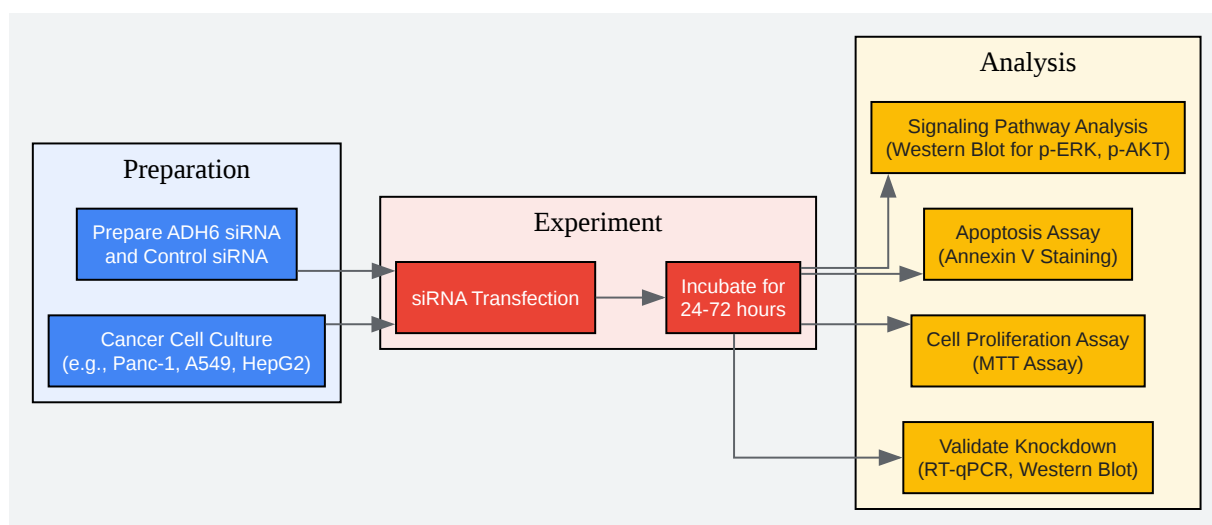 Preparation
Prepare ADH6 siRNA
and Control siRNA
Cancer Cell Culture
(e.g., Panc-1, A549, HepG2)
Experiment
siRNA Transfection
Incubate for
24-72 hours
Analysis
Signaling Pathway Analysis
(Western Blot for p-ERK, p-AKT)
Apoptosis Assay
(Annexin V Staining)
Cell Proliferation Assay
(MTT Assay)
Validate Knockdown
(RT-qPCR, Western Blot)